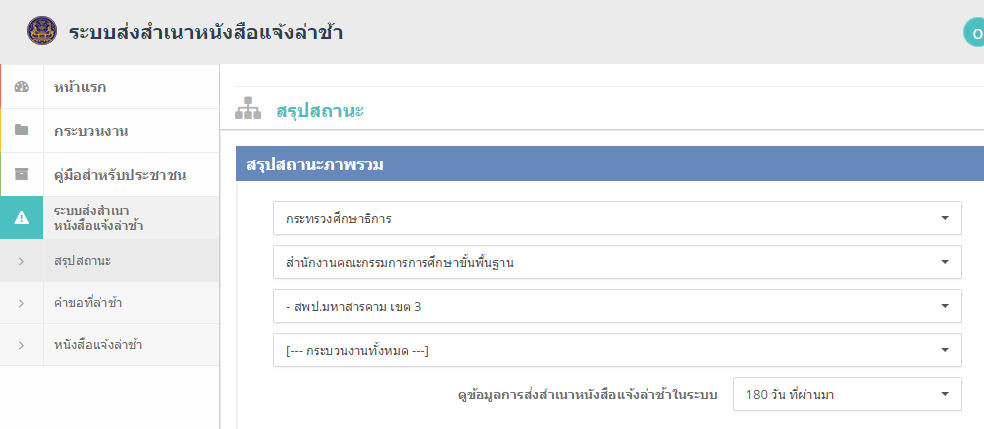 ระบบส่งสำเนาหนังสือแจ้งล่าช้า
หน้าแรก
กระบวนงาน
คู่มือสำหรับประชาชน
ระบบส่งสำเนา
หนังสือแจ้งล่าช้า
สรุปสถานะ
คำขอที่ล่าช้า
หนังสือแจ้งล่าช้า
สรุปสถานะ
สรุปสถานะภาพรวม
กระทรวงศึกษาธิการ
สำนักงานคณะกรรมการการศึกษาขั้นพื้นฐาน
- สพป.มหาสารคาม เขต 3
[--- กระบวนงานทั้งหมด ---]
ดูข้อมูลการส่งสำเนาหนังสือแจ้งล่าช้าในระบบ 180 วัน ที่ผ่านมา